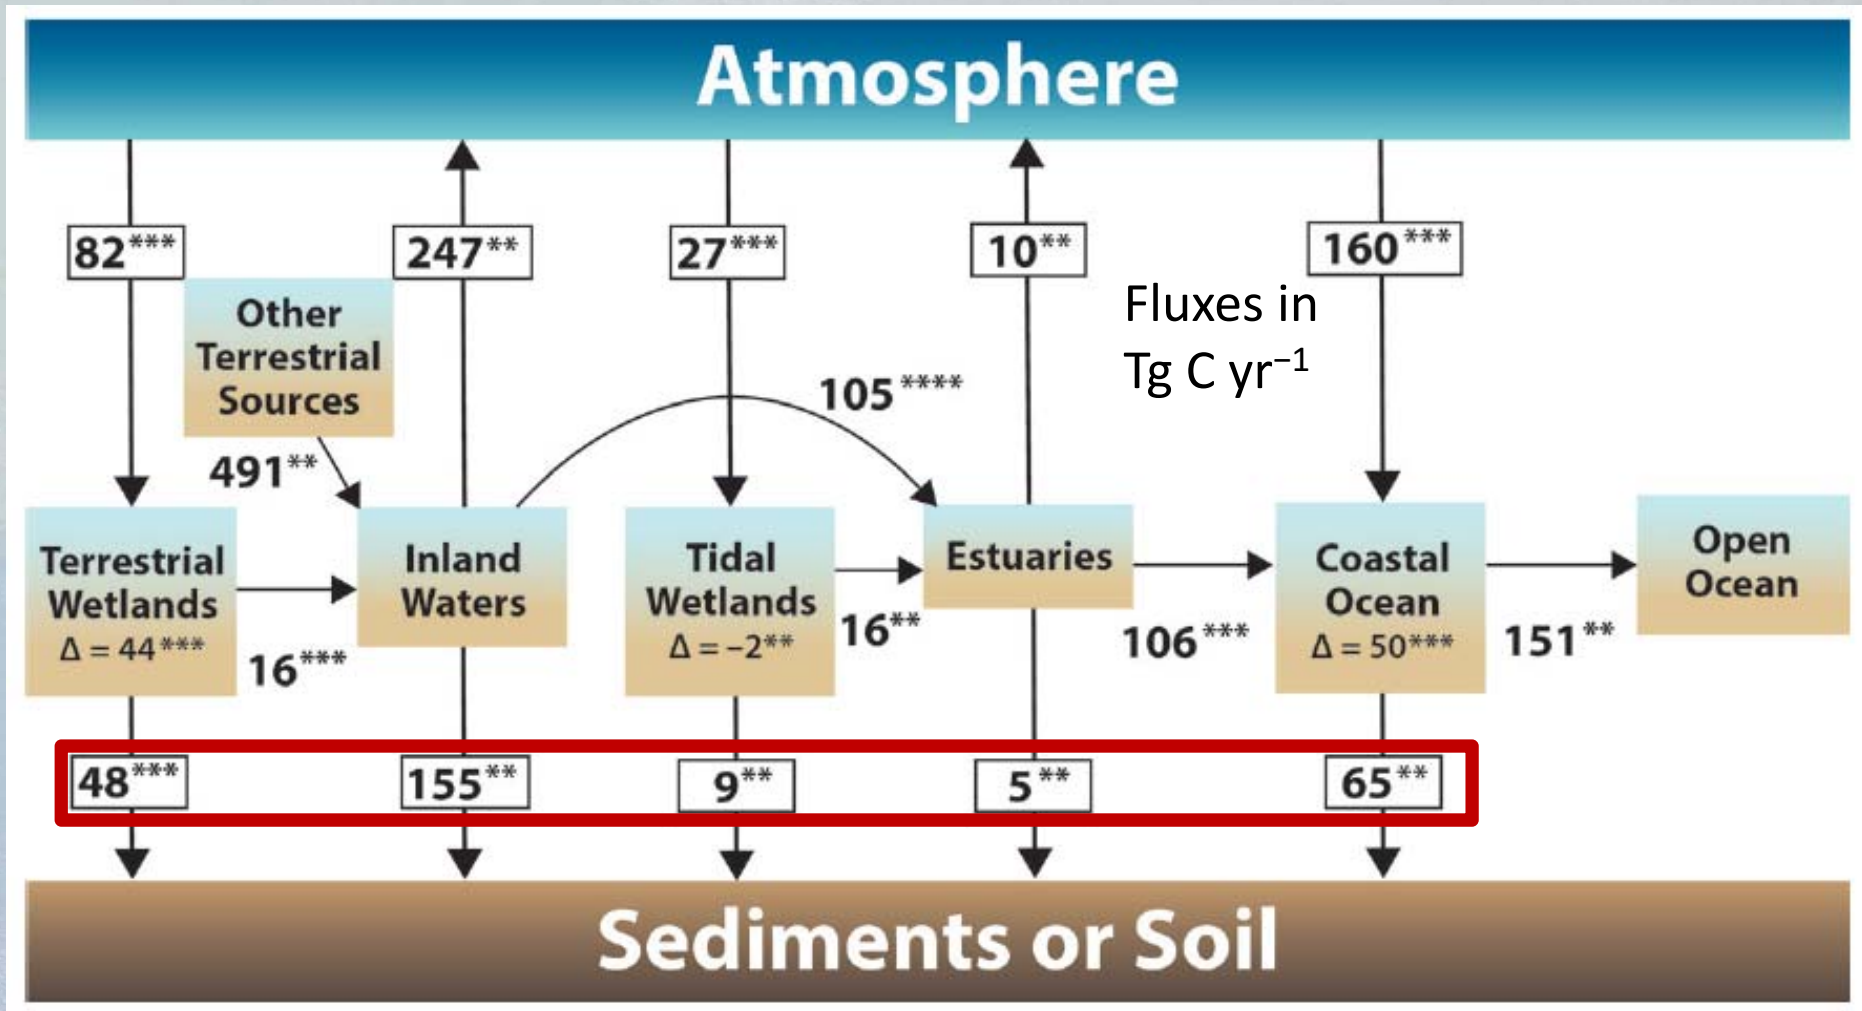 Atmosphere
82***
247**
27***
10**
160***
Other
Terrestrial
Sources
Fluxes in
Tg C yr⁻¹
105****
491**
Terrestrial
Wetlands
Δ = 44***
Inland
Waters
Tidal
Wetlands
Δ = –2**
Estuaries
Coastal
Ocean
Δ = 50***
Open
Ocean
16***
16**
106***
151**
48***
155**
9**
5**
65**
Sediments or Soil